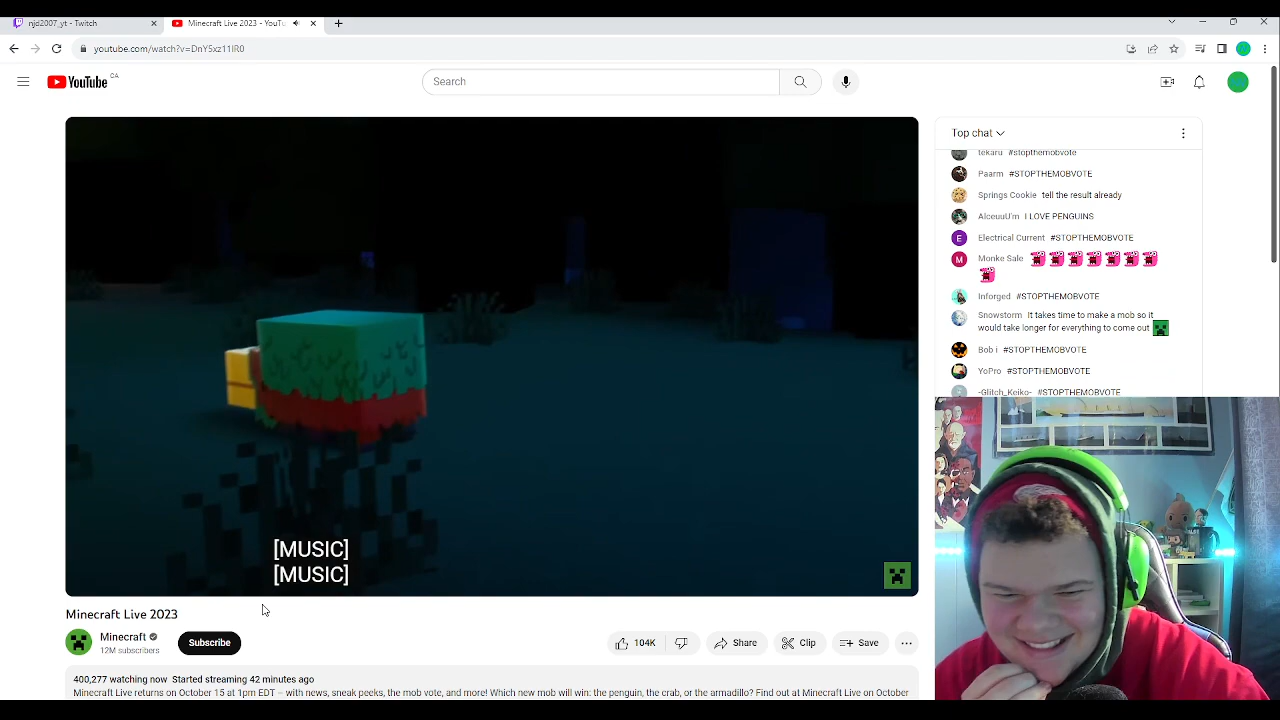 njd2007_yt - Twitch
Minecraft Live 2023 - YouTu
youtube.com/watch?v=DnY5xz11IR0
YouTube CA
Search
Top chat
tekaru #stopthemobvote
Paarm #STOPTHEMOBVOTE
Springs Cookie tell the result already
AlceuuU'm I LOVE PENGUINS
E Electrical Current #STOPTHEMOBVOTE
M Monke Sale
Inforged #STOPTHEMOBVOTE
Snowstorm It takes time to make a mob so it
would take longer for everything to come out
Bob i #STOPTHEMOBVOTE
YoPro #STOPTHEMOBVOTE
-Glitch_Keiko- #STOPTHEMOBVOTE
[MUSIC]
[MUSIC]
Minecraft Live 2023
Minecraft
12M subscribers
Subscribe
104K
Share
Clip
Save
400,277 watching now Started streaming 42 minutes ago
Minecraft Live returns on October 15 at 1pm EDT – with news, sneak peeks, the mob vote, and more! Which new mob will win: the penguin, the crab, or the armadillo? Find out at Minecraft Live on October